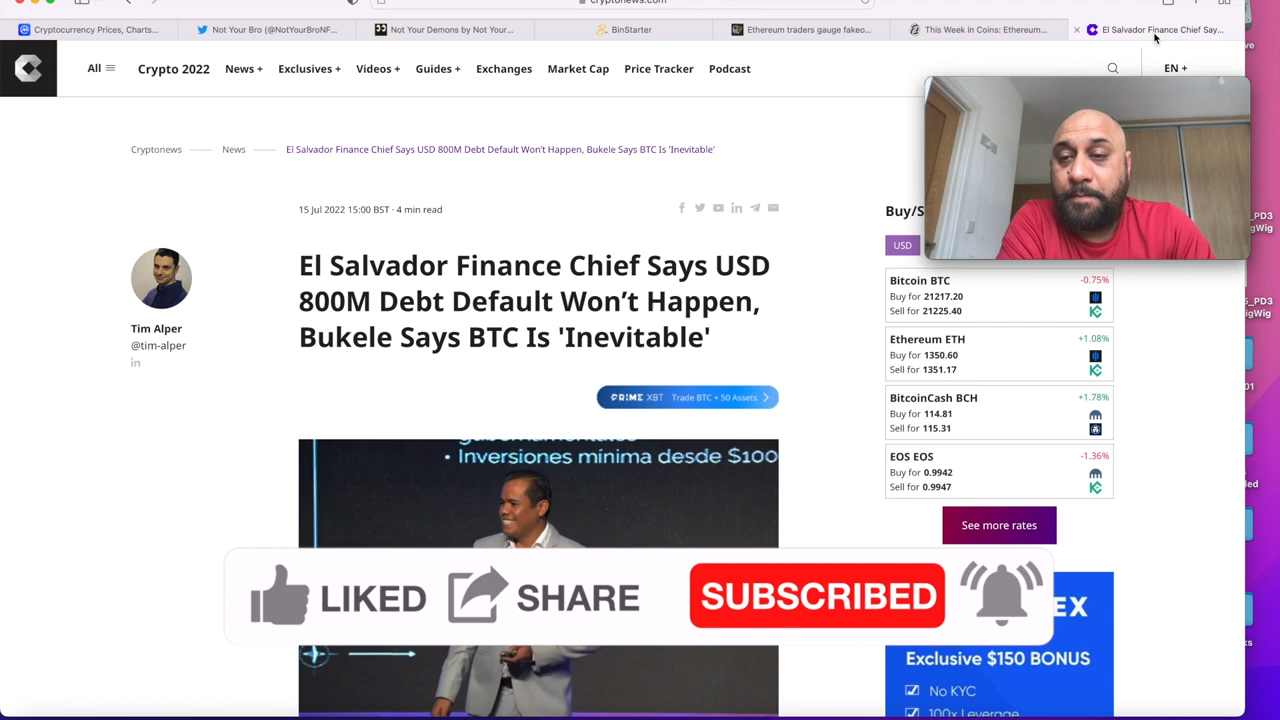 cryptonews.com
Cryptocurrency Prices, Charts...
Not Your Bro (@NotYourBroNF...
Not Your Demons by Not Your...
BinStarter
Ethereum traders gauge fakeo...
This Week in Coins: Ethereum...
El Salvador Finance Chief Say...
All
Crypto 2022
News +
Exclusives +
Videos +
Guides +
Exchanges
Market Cap
Price Tracker
Podcast
EN +
Cryptonews
News
El Salvador Finance Chief Says USD 800M Debt Default Won't Happen, Bukele Says BTC Is 'Inevitable'
15 Jul 2022 15:00 BST · 4 min read
Tim Alper
@tim-alper
in
El Salvador Finance Chief Says USD
800M Debt Default Won't Happen,
Bukele Says BTC Is 'Inevitable'
PRIME XBT Trade BTC + 50 Assets
gubernamentales
• Inversiones mínima desde $100
Buy/S
USD
Bitcoin BTC -0.75%
Buy for 21217.20
Sell for 21225.40
Ethereum ETH +1.08%
Buy for 1350.60
Sell for 1351.17
BitcoinCash BCH +1.78%
Buy for 114.81
Sell for 115.31
EOS EOS -1.36%
Buy for 0.9942
Sell for 0.9947
See more rates
EX
Exclusive $150 BONUS
No KYC
100x Leverage
LIKED
SHARE
SUBSCRIBED
_PD3
gWig